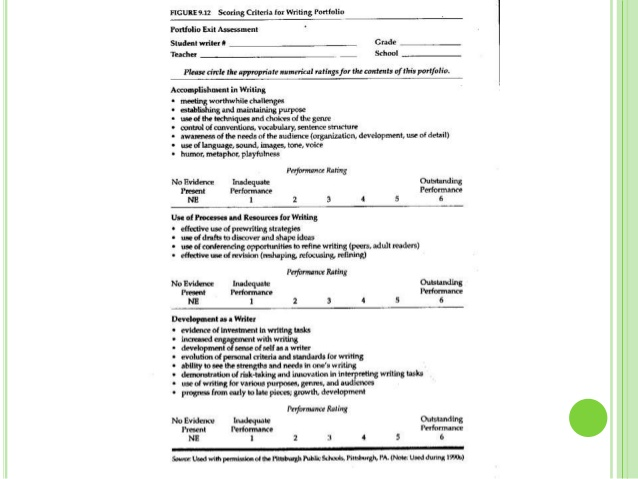 FIGURE 9.12 Scoring Criteria for Writing Portfolio
Portfolio Exit Assessment
Student writer # Grade
Teacher School
Please circle the appropriate numerical ratings for the contents of this portfolio.
Accomplishment in Writing
• meeting worthwhile challenges
• establishing and maintaining purpose
• use of the techniques and choices of the genre
• control of conventions, vocabulary, sentence structure
• awareness of the needs of the audience (organization, development, use of detail)
• use of language, sound, images, tone, voice
• humor, metaphor, playfulness
Performance Rating
No Evidence Inadequate Outstanding
Present Performance Performance
NE 1 2 3 4 5 6
Use of Processes and Resources for Writing
• effective use of prewriting strategies
• use of drafts to discover and shape ideas
• use of conferencing opportunities to refine writing (peers, adult readers)
• effective use of revision (reshaping, refocusing, refining)
Performance Rating
No Evidence Inadequate Outstanding
Present Performance Performance
NE 1 2 3 4 5 6
Development as a Writer
• evidence of investment in writing tasks
• increased engagement with writing
• development of sense of self as a writer
• evolution of personal criteria and standards for writing
• ability to see the strengths and needs in one's writing
• demonstration of risk-taking and innovation in interpreting writing tasks
• use of writing for various purposes, genres, and audiences
• progress from early to late pieces; growth, development
Performance Rating
No Evidence Inadequate Outstanding
Present Performance Performance
NE 1 2 3 4 5 6
Source: Used with permission of the Pittsburgh Public Schools, Pittsburgh, PA. (Note: Used during 1990s)